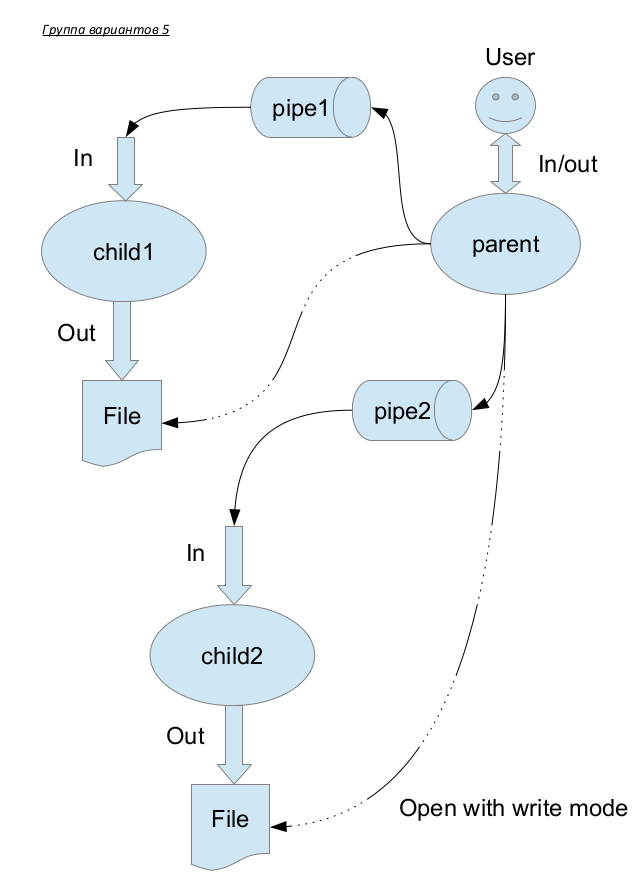 Группа вариантов 5
User
pipe1
In
In/out
child1
parent
Out
File
pipe2
In
child2
Out
File
Open with write mode